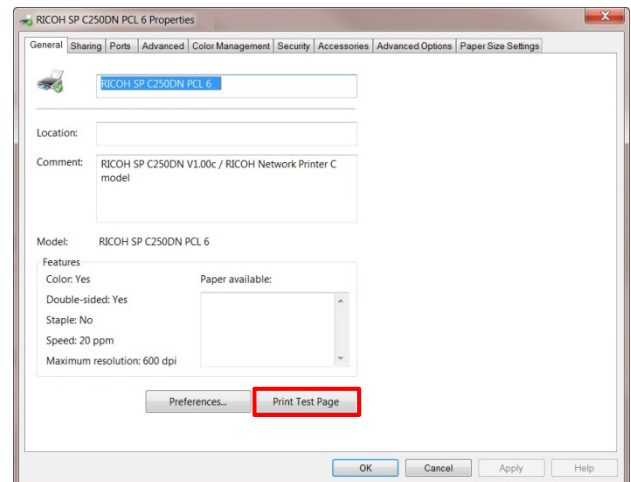 RICOH SP C250DN PCL 6 Properties
General Sharing Ports Advanced Color Management Security Accessories Advanced Options Paper Size Settings
RICOH SP C250DN PCL 6
Location:
Comment: RICOH SP C250DN V1.00c / RICOH Network Printer C
model
Model: RICOH SP C250DN PCL 6
Features
Color: Yes Paper available:
Double-sided: Yes
Staple: No
Speed: 20 ppm
Maximum resolution: 600 dpi
Preferences... Print Test Page
OK Cancel Apply Help